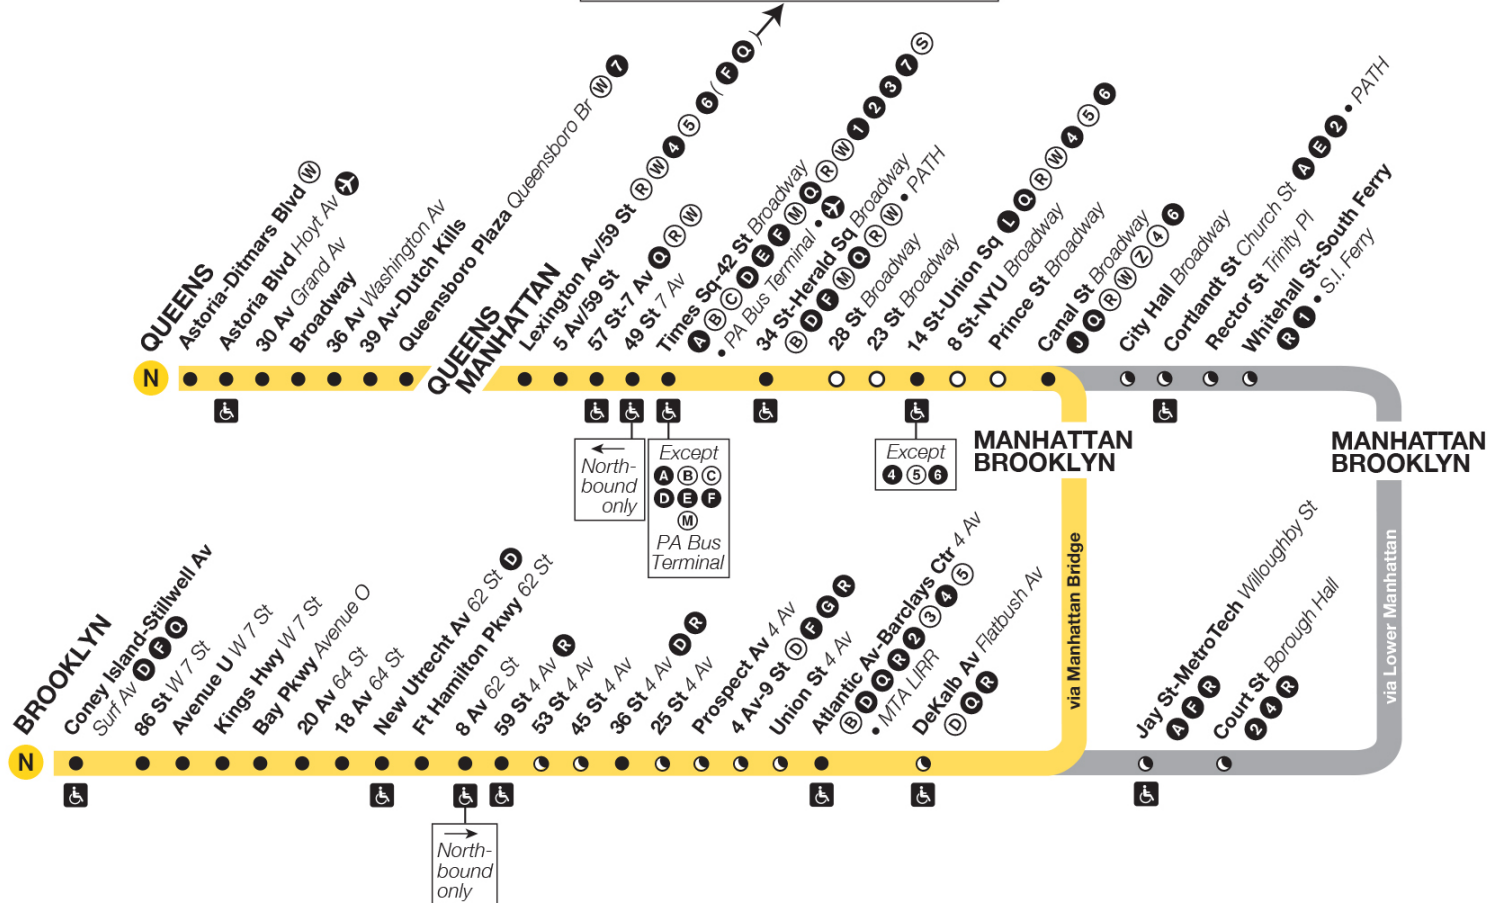 QUEENS
Astoria-Ditmars Blvd W
Astoria Blvd Hoyt Av
30 Av Grand Av
Broadway
36 Av Washington Av
39 Av-Dutch Kills
Queensboro Plaza Queensboro Br W 7
QUEENS
MANHATTAN
Lexington Av/59 St R W 4 5 6 ( F Q )
5 Av/59 St
57 St-7 Av Q R W
49 St 7 Av
Times Sq-42 St Broadway
A B C D E F M Q R W 1 2 3 7 S
• PA Bus Terminal •
34 St-Herald Sq Broadway
B D F M Q R W • PATH
28 St Broadway
23 St Broadway
14 St-Union Sq L Q R W 4 5 6
8 St-NYU Broadway
Prince St Broadway
Canal St Broadway
J Q R W Z 4 6
City Hall Broadway
Cortlandt St Church St A E 2 • PATH
Rector St Trinity Pl
Whitehall St-South Ferry
R 1 • S.I. Ferry
N
North-
bound
only
Except
A B C
D E F
M
PA Bus
Terminal
Except
4 5 6
MANHATTAN
BROOKLYN
MANHATTAN
BROOKLYN
via Manhattan Bridge
via Lower Manhattan
BROOKLYN
Coney Island-Stillwell Av
Surf Av D F Q
86 St W 7 St
Avenue U W 7 St
Kings Hwy W 7 St
Bay Pkwy Avenue O
20 Av 64 St
18 Av 64 St
New Utrecht Av 62 St D
Ft Hamilton Pkwy 62 St
8 Av 62 St
59 St 4 Av R
53 St 4 Av
45 St 4 Av
36 St 4 Av D R
25 St 4 Av
Prospect Av 4 Av
4 Av-9 St D F G R
Union St 4 Av
Atlantic Av-Barclays Ctr 4 Av
B D Q R 2 3 4 5
• MTA LIRR
DeKalb Av Flatbush Av
D Q R
Jay St-MetroTech Willoughby St
A F R
Court St Borough Hall
2 4 R
N
North-
bound
only